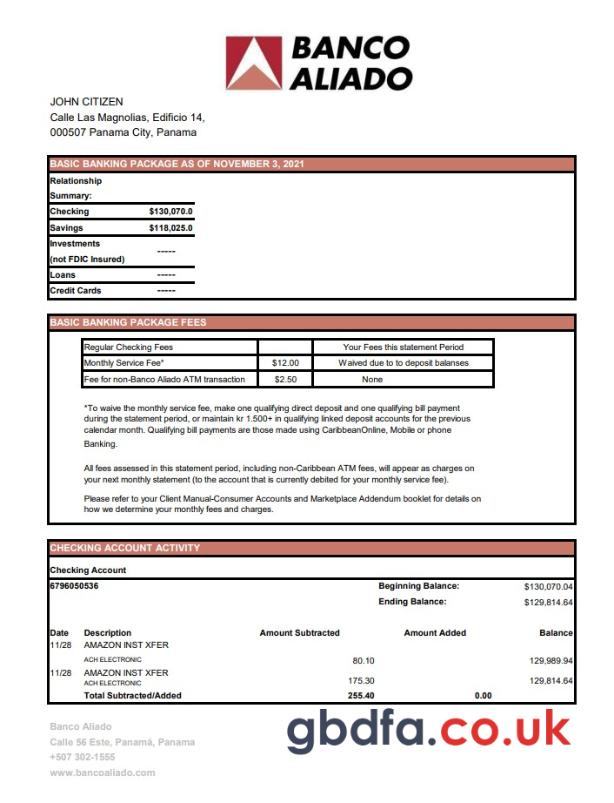 BANCO
ALIADO
JOHN CITIZEN
Calle Las Magnolias, Edificio 14,
000507 Panama City, Panama
BASIC BANKING PACKAGE AS OF NOVEMBER 3, 2021
Relationship
Summary:
Checking $130,070.0
Savings $118,025.0
Investments
(not FDIC Insured) -----
Loans -----
Credit Cards -----
BASIC BANKING PACKAGE FEES
Regular Checking Fees Your Fees this statement Period
Monthly Service Fee* $12.00 Waived due to to deposit balanses
Fee for non-Banco Aliado ATM transaction $2.50 None
*To waive the monthly service fee, make one qualifying direct deposit and one qualifying bill payment
during the statement period, or maintain kr 1.500+ in qualifying linked deposit accounts for the previous
calendar month. Qualifying bill payments are those made using CaribbeanOnline, Mobile or phone
Banking.
All fees assessed in this statement period, including non-Caribbean ATM fees, will appear as charges on
your next monthly statement (to the account that is currently debited for your monthly service fee).
Please refer to your Client Manual-Consumer Accounts and Marketplace Addendum booklet for details on
how we determine your monthly fees and charges.
CHECKING ACCOUNT ACTIVITY
Checking Account
6796050536 Beginning Balance: $130,070.04
Ending Balance: $129,814.64
Date Description Amount Subtracted Amount Added Balance
11/28 AMAZON INST XFER
ACH ELECTRONIC 80.10 129,989.94
11/28 AMAZON INST XFER
ACH ELECTRONIC 175.30 129,814.64
Total Subtracted/Added 255.40 0.00
Banco Aliado
Calle 56 Este, Panamá, Panama
+507 302-1555
www.bancoaliado.com
gbdfa.co.uk